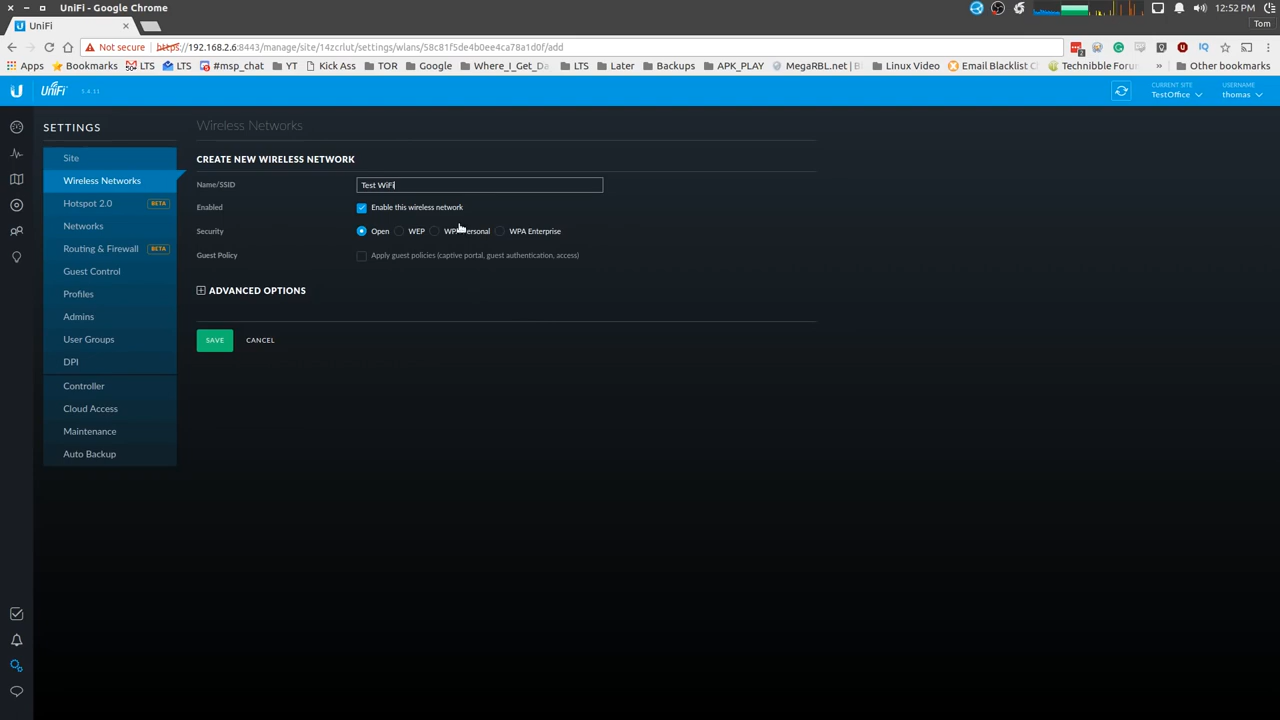 UniFi - Google Chrome
12:52 PM
UniFi
Tom
Not secure
https://192.168.2.6:8443/manage/site/14zcrlut/settings/wlans/58c81f5de4b0ee4ca78a1d0f/add
Apps Bookmarks LTS LTS #msp_chat YT Kick Ass TOR Google Where_I_Get_Da LTS Later Backups APK_PLAY MegaRBL.net | Bl Linux Video Email Blacklist Ch Technibble Forum » Other bookmarks
UniFi 5.4.11
CURRENT SITE
TestOffice
USERNAME
thomas
SETTINGS
Site
Wireless Networks
Hotspot 2.0 BETA
Networks
Routing & Firewall BETA
Guest Control
Profiles
Admins
User Groups
DPI
Controller
Cloud Access
Maintenance
Auto Backup
Wireless Networks
CREATE NEW WIRELESS NETWORK
Name/SSID Test WiFi
Enabled Enable this wireless network
Security Open WEP WPA Personal WPA Enterprise
Guest Policy Apply guest policies (captive portal, guest authentication, access)
ADVANCED OPTIONS
SAVE CANCEL